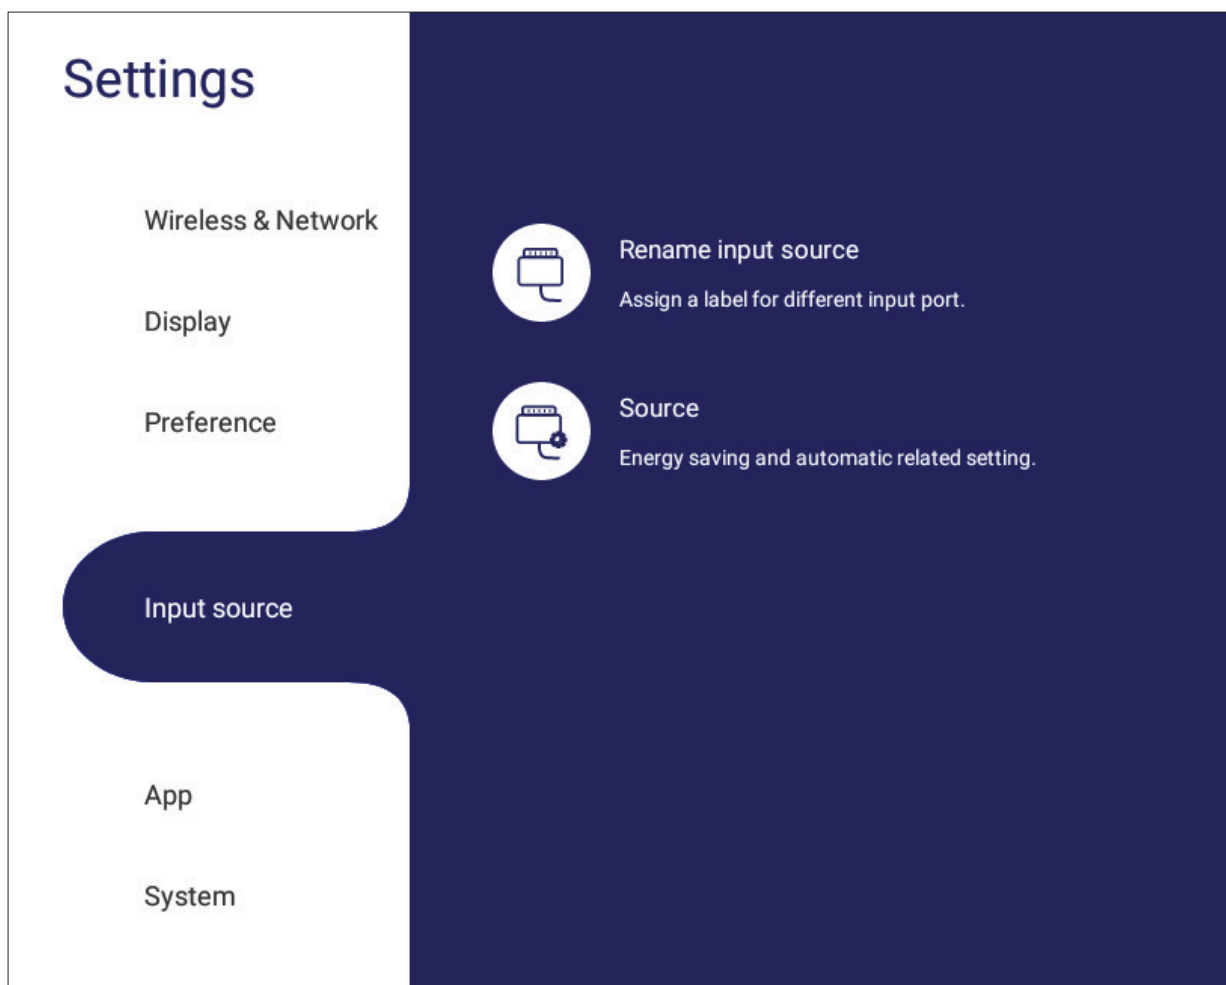 Settings
Wireless & Network
Display
Preference
Input source
App
System
Rename input source
Assign a label for different input port.
Source
Energy saving and automatic related setting.